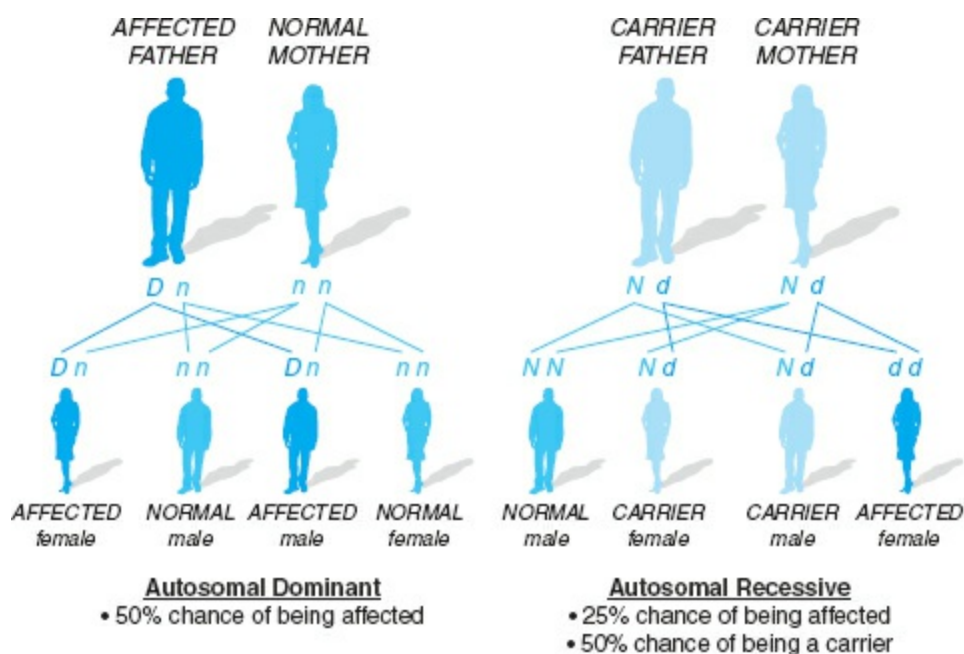 AFFECTED FATHER
NORMAL MOTHER
D n
n n
D n
n n
D n
n n
AFFECTED female
NORMAL male
AFFECTED male
NORMAL female
Autosomal Dominant
• 50% chance of being affected
CARRIER FATHER
CARRIER MOTHER
N d
N d
N N
N d
N d
d d
NORMAL male
CARRIER female
CARRIER male
AFFECTED female
Autosomal Recessive
• 25% chance of being affected
• 50% chance of being a carrier